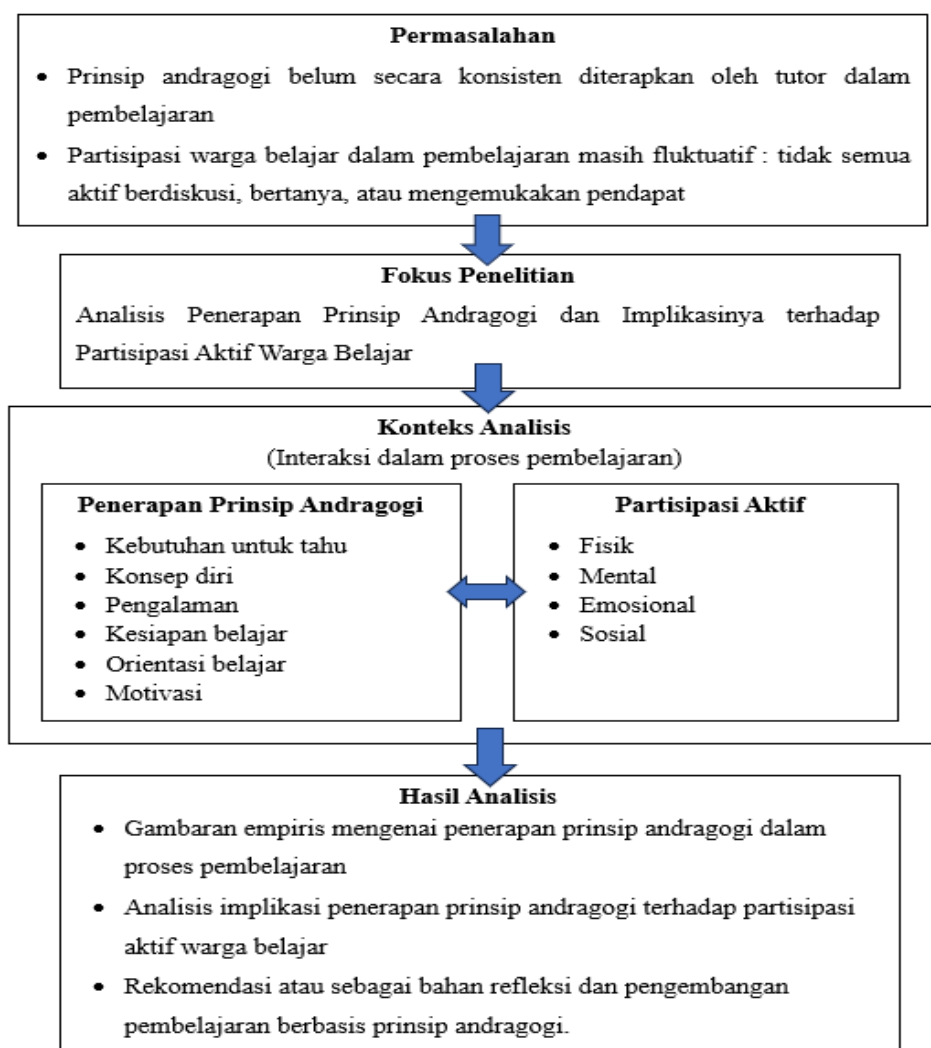 Permasalahan
• Prinsip andragogi belum secara konsisten diterapkan oleh tutor dalam
pembelajaran
• Partisipasi warga belajar dalam pembelajaran masih fluktuatif : tidak semua
aktif berdiskusi, bertanya, atau mengemukakan pendapat
Fokus Penelitian
Analisis Penerapan Prinsip Andragogi dan Implikasinya terhadap
Partisipasi Aktif Warga Belajar
Konteks Analisis
(Interaksi dalam proses pembelajaran)
Penerapan Prinsip Andragogi
• Kebutuhan untuk tahu
• Konsep diri
• Pengalaman
• Kesiapan belajar
• Orientasi belajar
• Motivasi
Partisipasi Aktif
• Fisik
• Mental
• Emosional
• Sosial
Hasil Analisis
• Gambaran empiris mengenai penerapan prinsip andragogi dalam
proses pembelajaran
• Analisis implikasi penerapan prinsip andragogi terhadap partisipasi
aktif warga belajar
• Rekomendasi atau sebagai bahan refleksi dan pengembangan
pembelajaran berbasis prinsip andragogi.